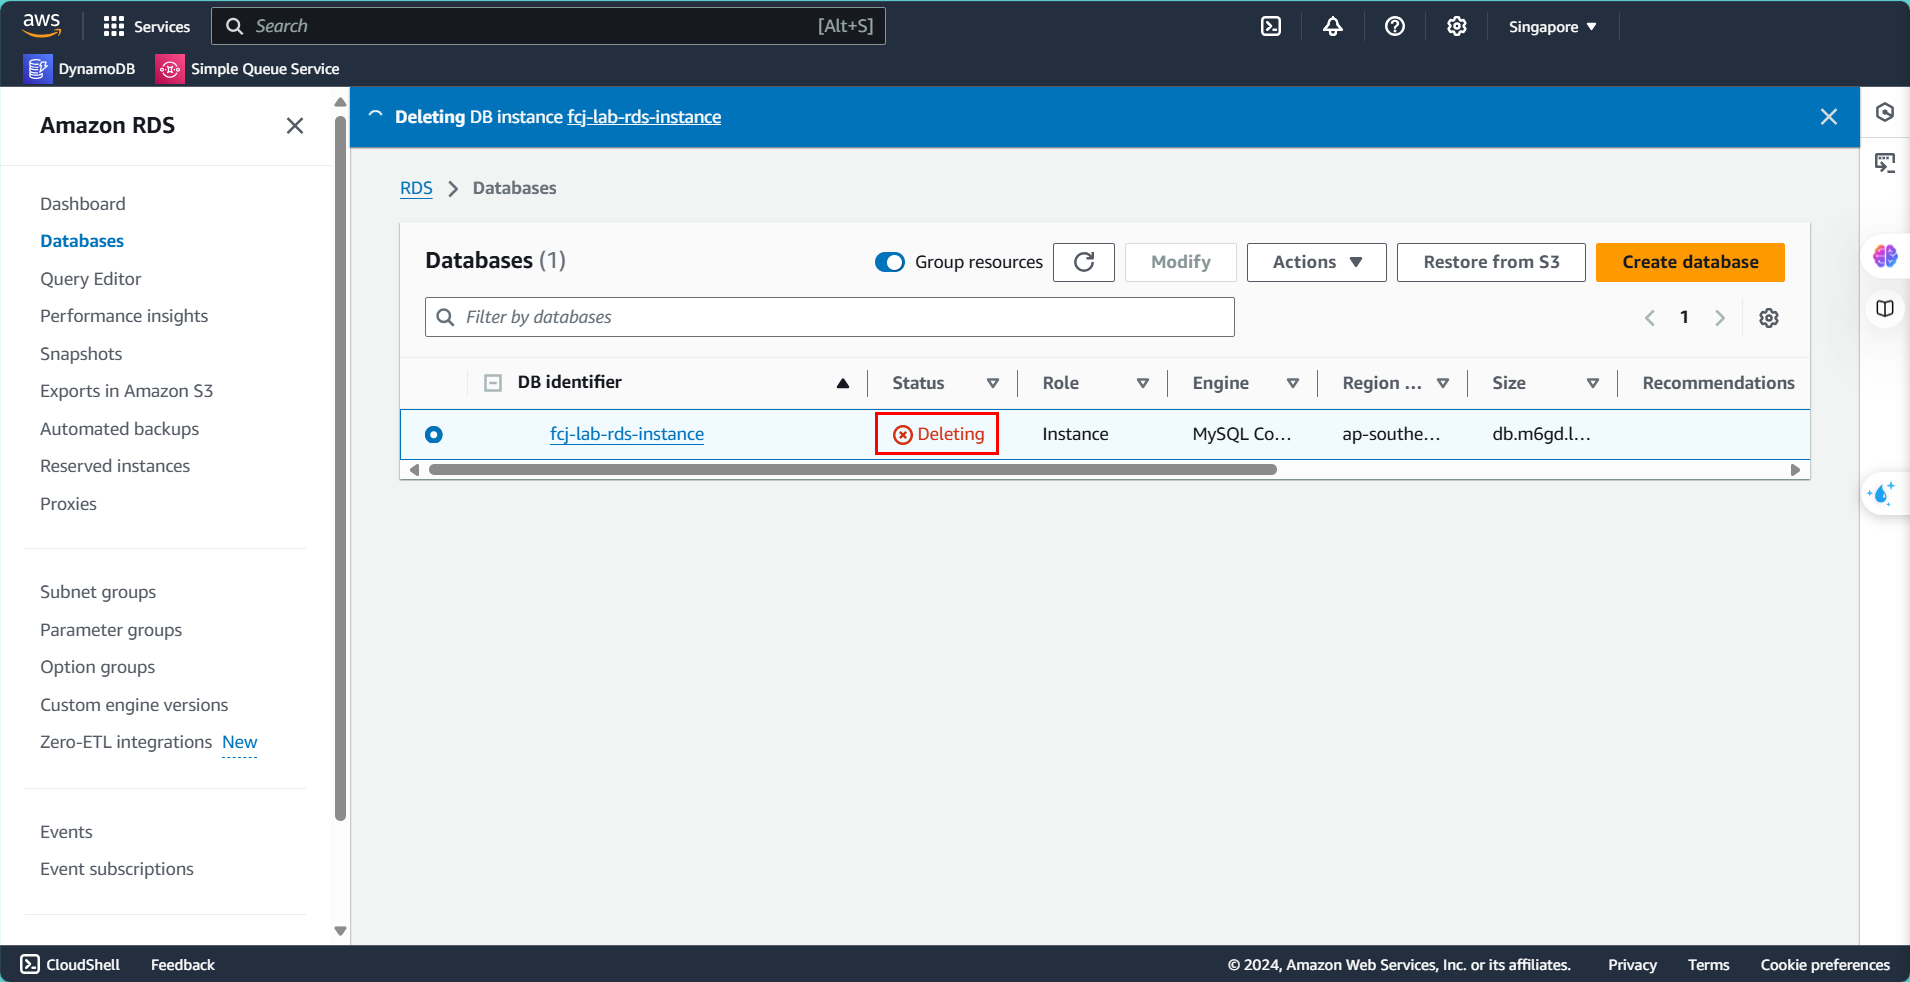 aws
Services
Search
[Alt+S]
Singapore
DynamoDB
Simple Queue Service
Amazon RDS
Dashboard
Databases
Query Editor
Performance insights
Snapshots
Exports in Amazon S3
Automated backups
Reserved instances
Proxies
Subnet groups
Parameter groups
Option groups
Custom engine versions
Zero-ETL integrations New
Events
Event subscriptions
Deleting DB instance fcj-lab-rds-instance
RDS > Databases
Databases (1)
Group resources
Modify
Actions
Restore from S3
Create database
Filter by databases
1
DB identifier
Status
Role
Engine
Region ...
Size
Recommendations
fcj-lab-rds-instance
Deleting
Instance
MySQL Co...
ap-southe...
db.m6gd.l...
CloudShell
Feedback
© 2024, Amazon Web Services, Inc. or its affiliates.
Privacy
Terms
Cookie preferences